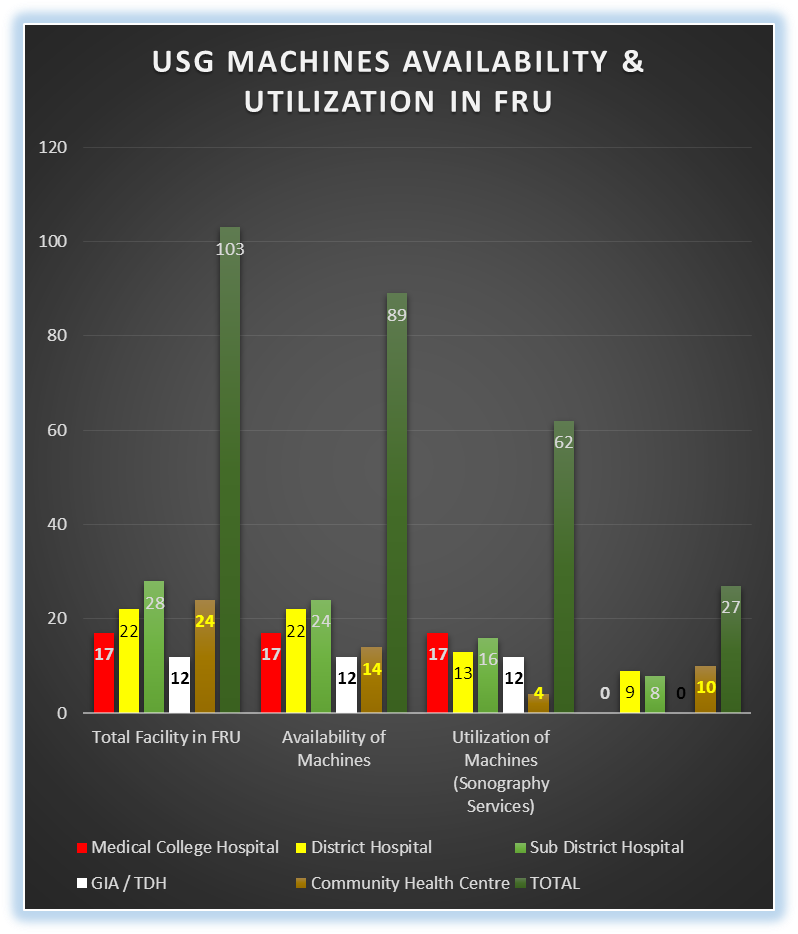 USG MACHINES AVAILABILITY &
UTILIZATION IN FRU
120
100
80
60
40
20
0
17
22
28
12
24
103
17
22
24
12
14
89
17
13
16
12
4
62
0
9
8
0
10
27
Total Facility in FRU
Availability of
Machines
Utilization of
Machines
(Sonography
Services)
Medical College Hospital
District Hospital
Sub District Hospital
GIA / TDH
Community Health Centre
TOTAL